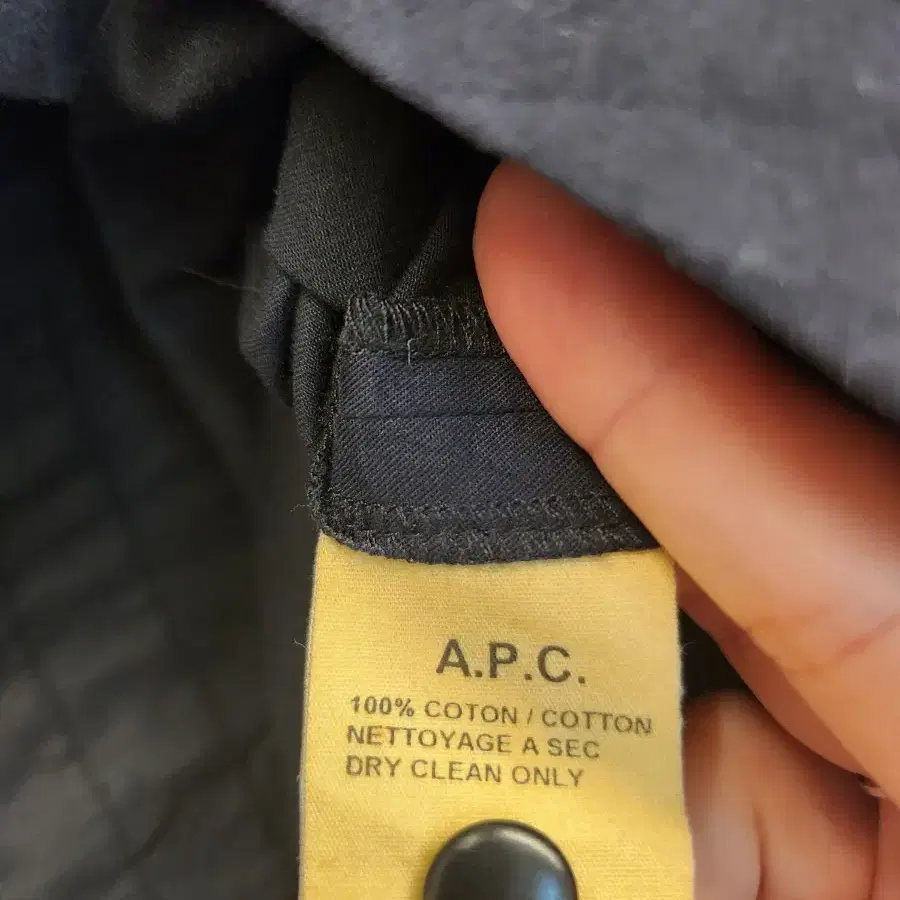 A.P.C.
100% COTON / COTTON
NETTOYAGE A SEC
DRY CLEAN ONLY